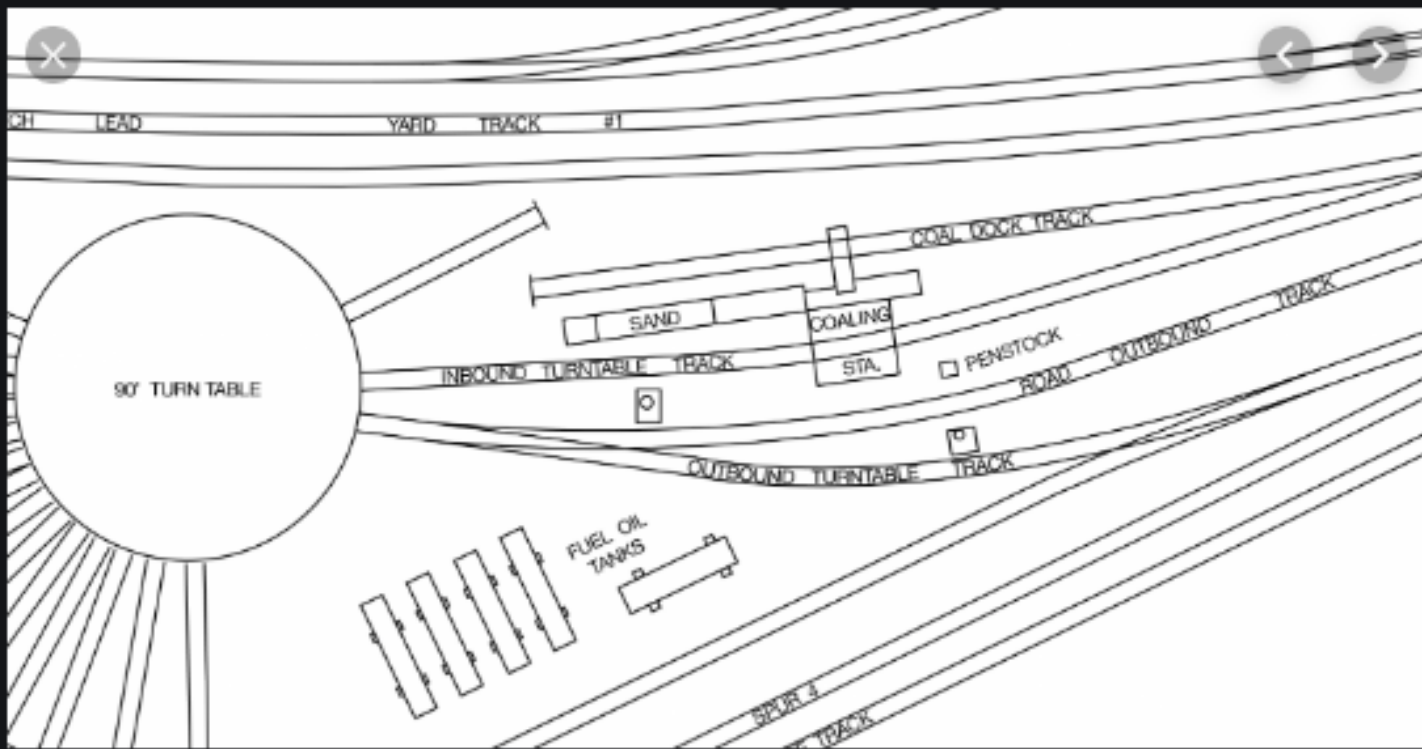 CH LEAD YARD TRACK #1
COAL DOCK TRACK
SAND
COALING
STA.
INBOUND TURNTABLE TRACK
PENSTOCK
ROAD OUTBOUND TRACK
90' TURN TABLE
OUTBOUND TURNTABLE TRACK
FUEL OIL
TANKS
SPUR 4
TRACK